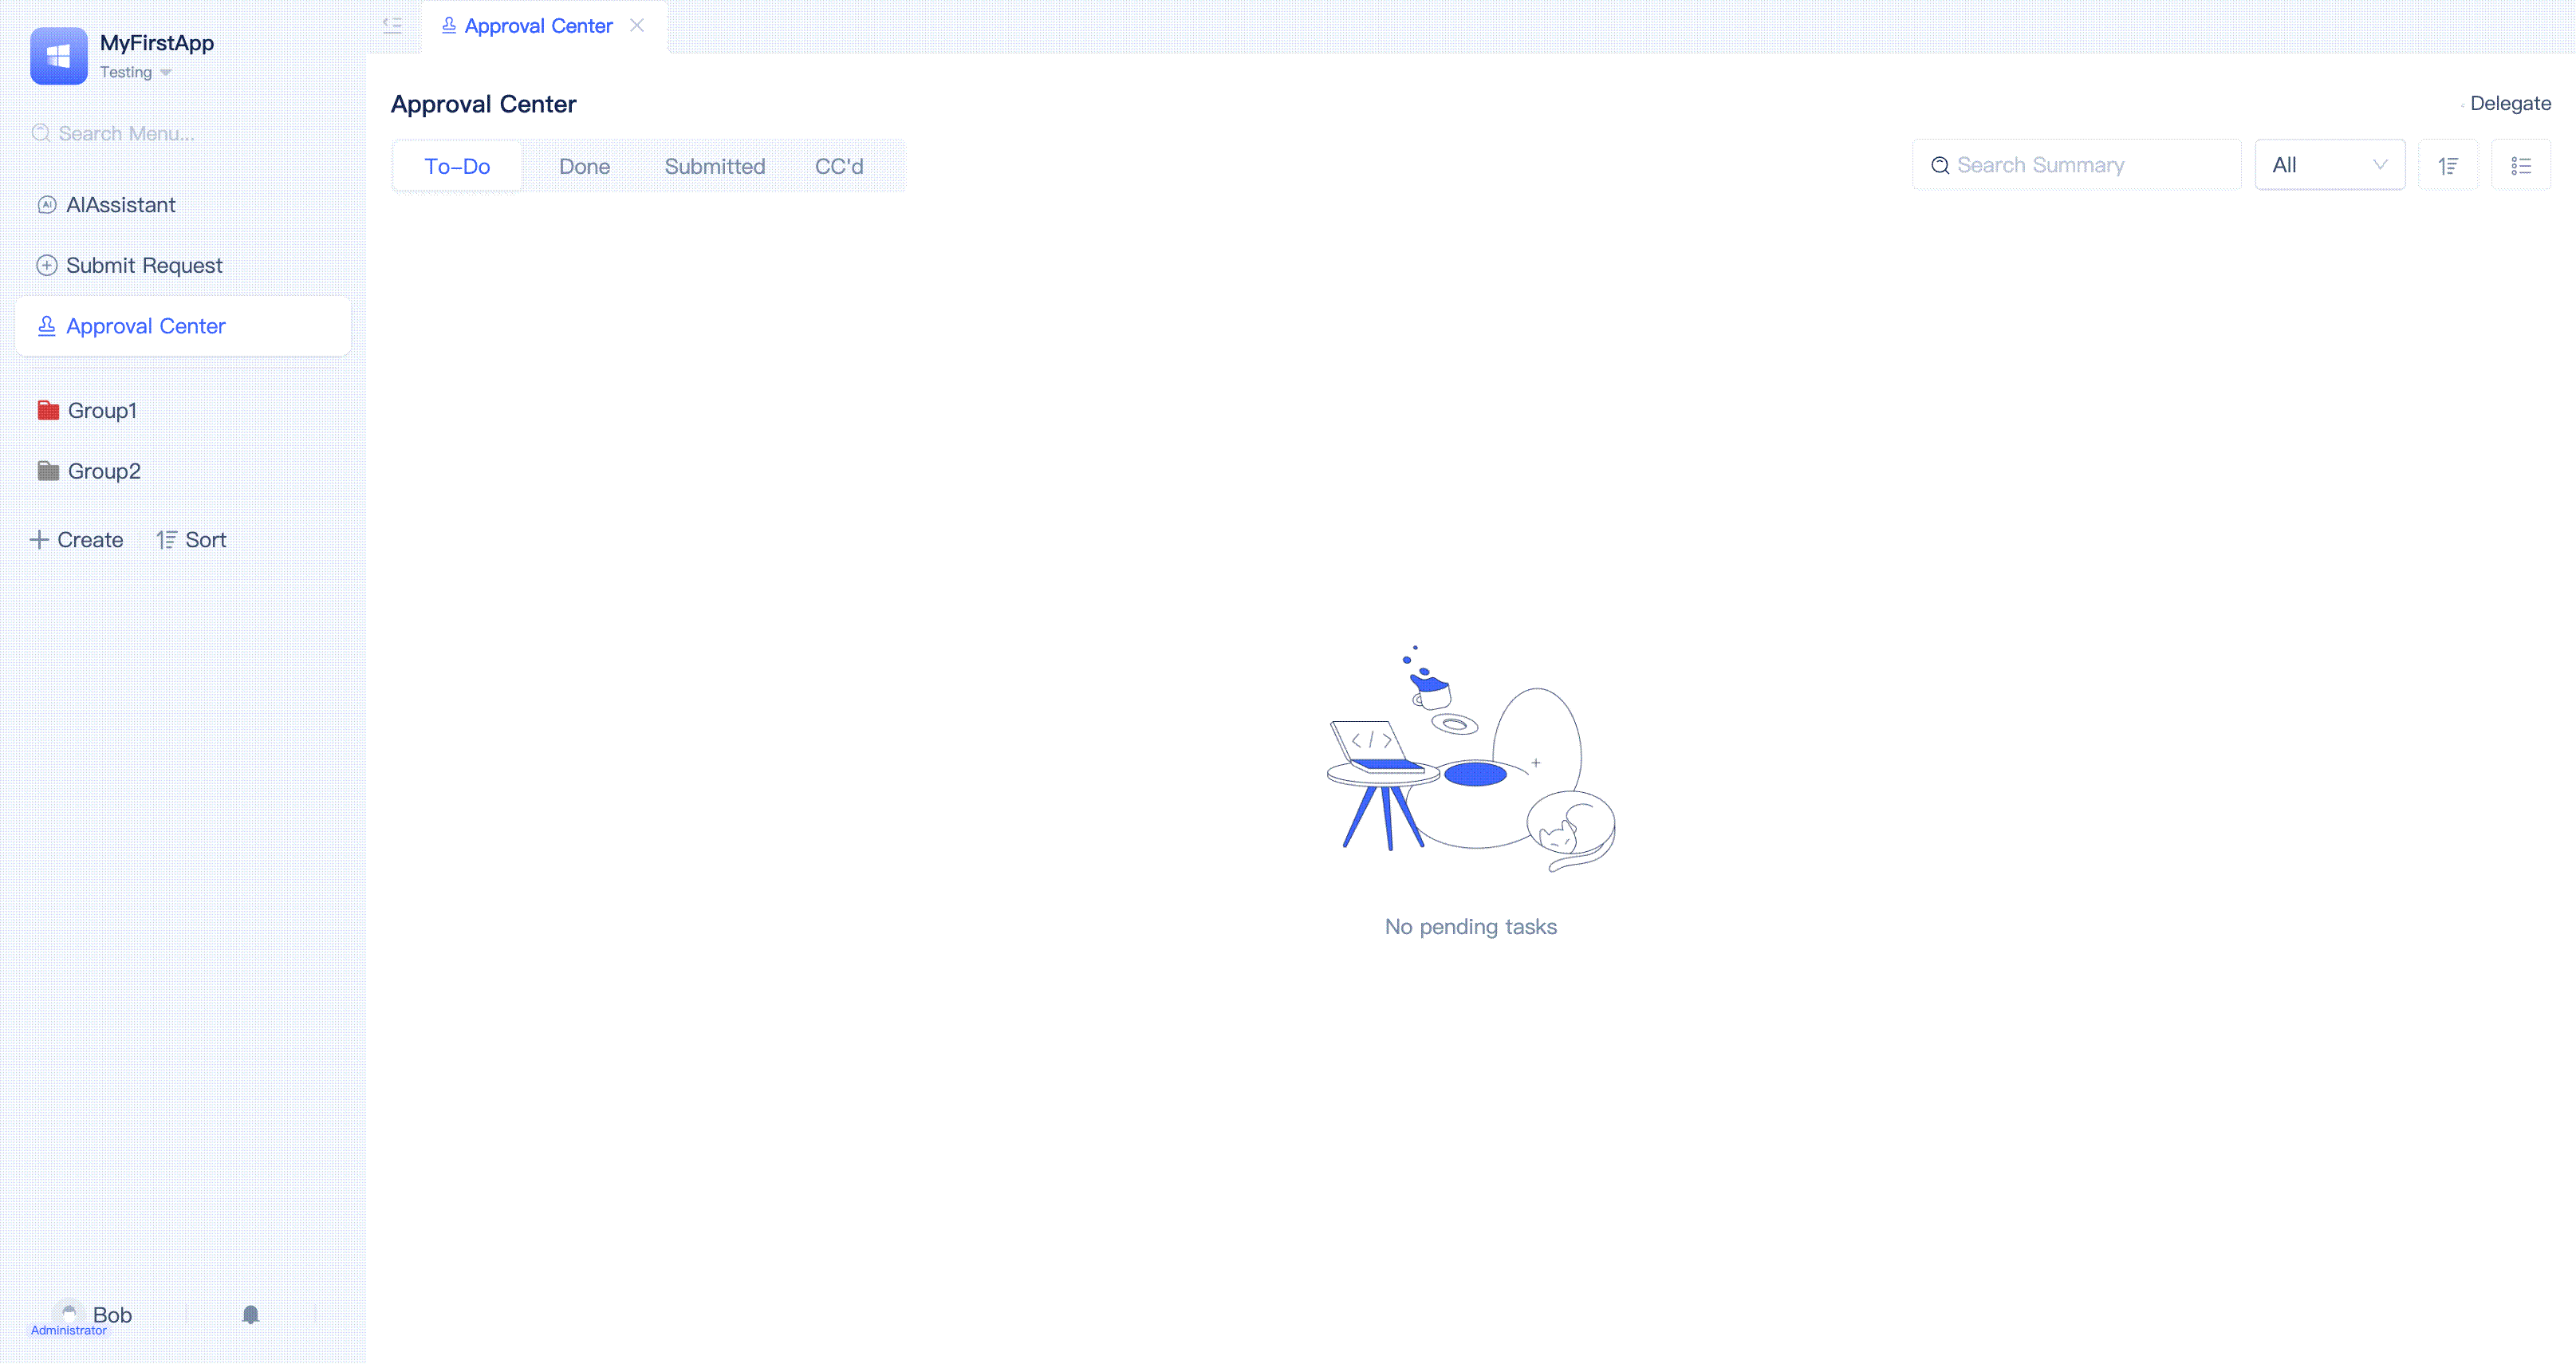 MyFirstApp
Testing
Search Menu...
AIAssistant
Submit Request
Approval Center
Group1
Group2
Create
Sort
Bob
Administrator
Approval Center
Approval Center
Delegate
To-Do
Done
Submitted
CC'd
Search Summary
All
</>
No pending tasks